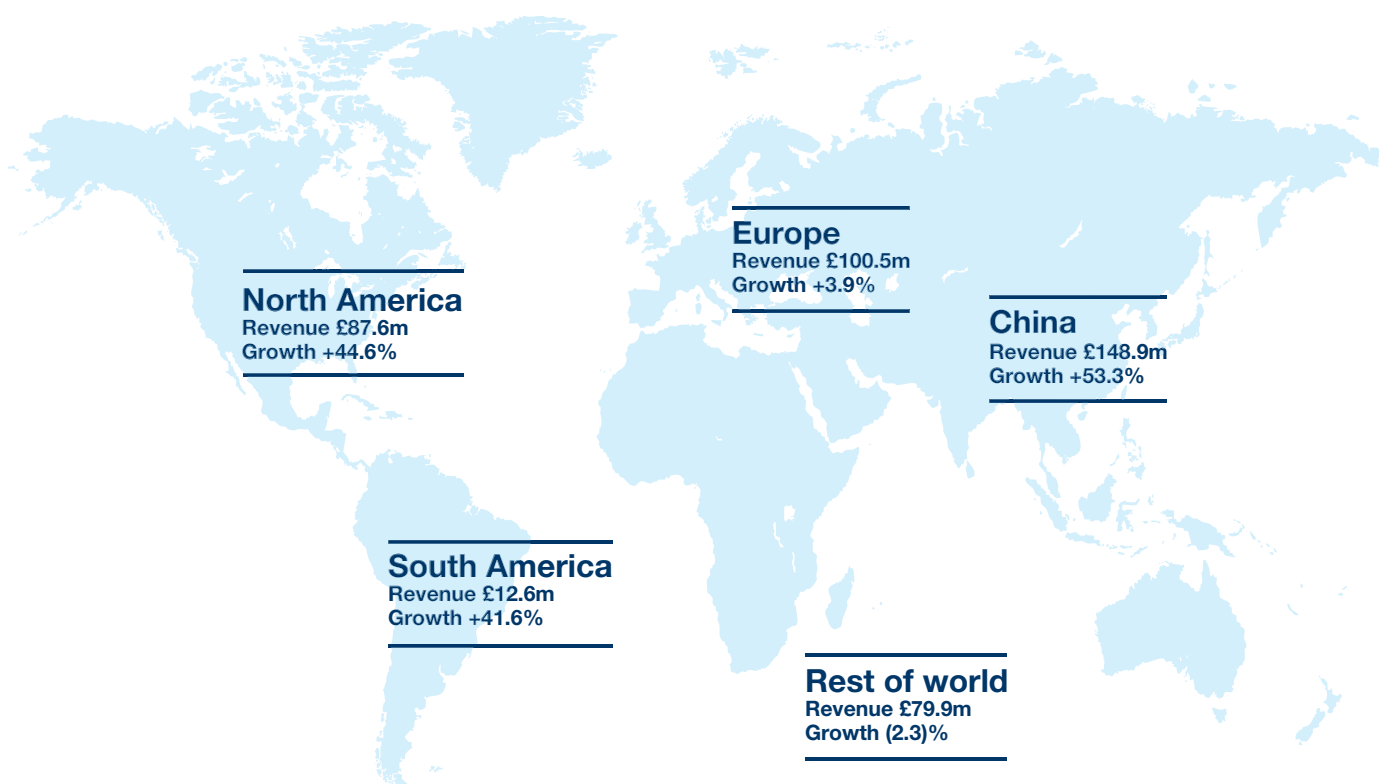 Europe
Revenue £100.5m
Growth +3.9%
North America
Revenue £87.6m
Growth +44.6%
China
Revenue £148.9m
Growth +53.3%
South America
Revenue £12.6m
Growth +41.6%
Rest of world
Revenue £79.9m
Growth (2.3)%